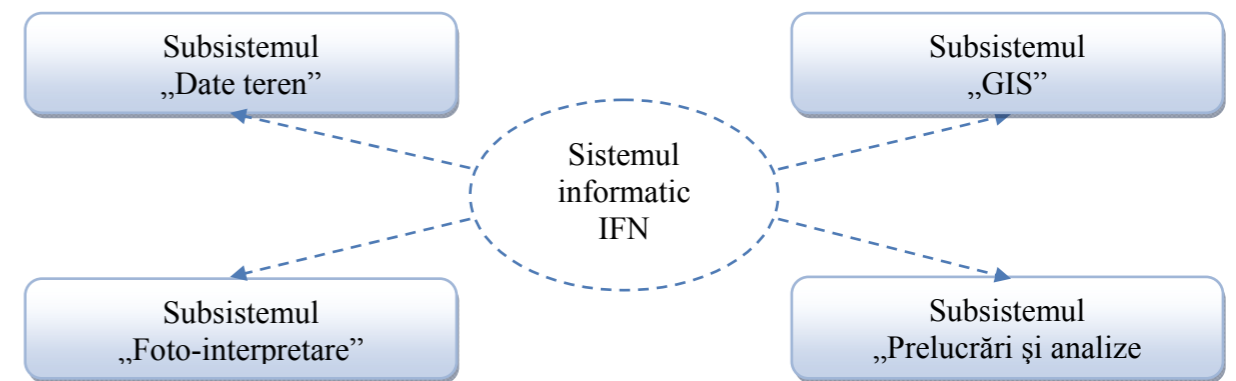 Subsistemul
„Date teren”
Subsistemul
„GIS”
Sistemul
informatic
IFN
Subsistemul
„Foto-interpretare”
Subsistemul
„Prelucrări şi analize